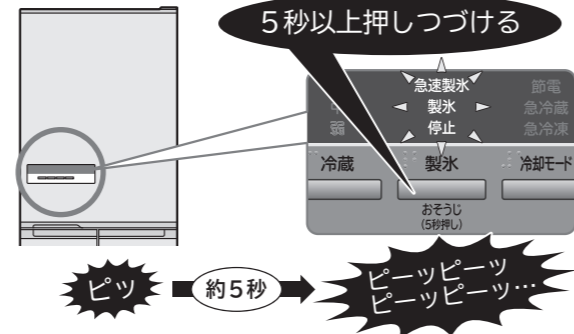 5秒以上押しつづける
急速製氷
製氷
停止
節電
急冷蔵
急冷凍
冷蔵
製氷
冷却モード
おそうじ
(5秒押し)
ピッ
約5秒
ピーッピーッ
ピーッピーッ…